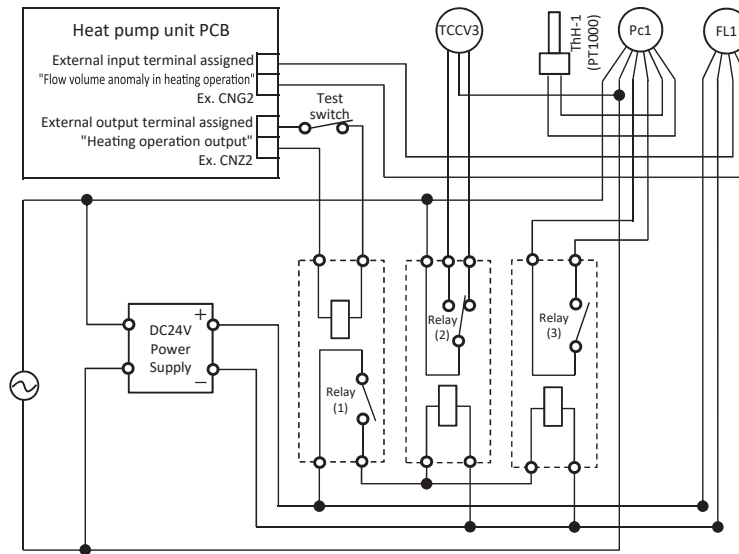 Heat pump unit PCB
External input terminal assigned
"Flow volume anomaly in heating operation"
Ex. CNG2
External output terminal assigned
"Heating operation output"
Ex. CNZ2
Test
switch
TCCV3
ThH-1
(PT1000)
Pc1
FL1
DC24V
Power
Supply
+
−
Relay
(1)
Relay
(2)
Relay
(3)